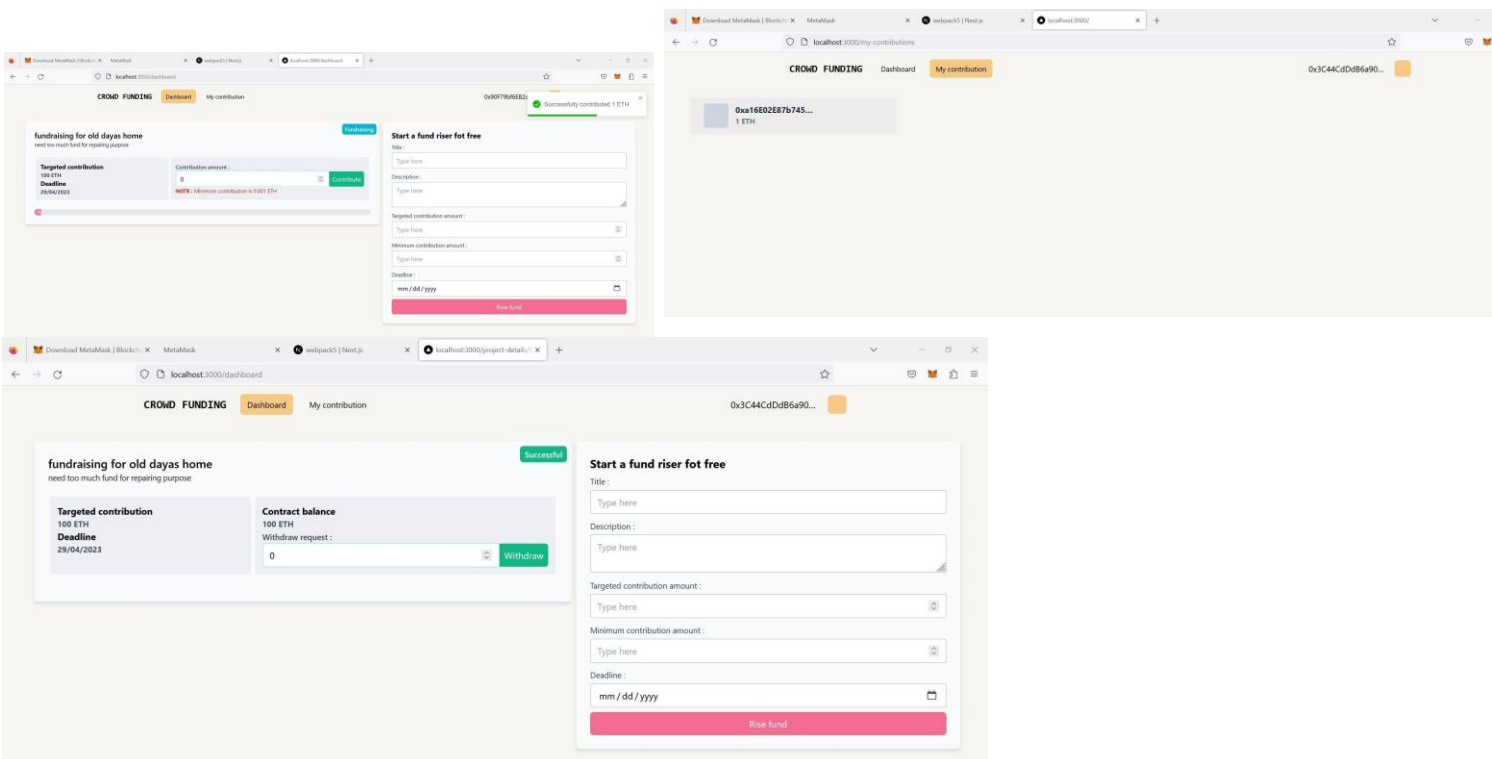 Download MetaMask | Blockch
MetaMask
webpack5 | Next.js
localhost:3000/dashboard
localhost:3000/dashboard
CROWD FUNDING
Dashboard
My contribution
Successfully contributed 1 ETH
fundraising for old dayas home
need too much fund for repairing purpose
Fundraising
Targeted contribution
100 ETH
Deadline
29/04/2023
Contribution amount :
0
Contribute
NOTE : Minimum contribution is 0.001 ETH
Start a fund riser fot free
Title :
Type here
Description :
Type here
Targeted contribution amount :
Type here
Minimum contribution amount :
Type here
Deadline :
mm/dd/yyyy
Rise fund
Download MetaMask | Blockch
MetaMask
webpack5 | Next.js
localhost:3000/
localhost:3000/my-contributions
CROWD FUNDING
Dashboard
My contribution
0x3C44CdDdB6a90...
0xa16E02E87b745...
1 ETH
Download MetaMask | Blockch
MetaMask
webpack5 | Next.js
localhost:3000/project-details/
localhost:3000/dashboard
CROWD FUNDING
Dashboard
My contribution
0x3C44CdDdB6a90...
fundraising for old dayas home
need too much fund for repairing purpose
Successful
Targeted contribution
100 ETH
Deadline
29/04/2023
Contract balance
100 ETH
Withdraw request :
0
Withdraw
Start a fund riser fot free
Title :
Type here
Description :
Type here
Targeted contribution amount :
Type here
Minimum contribution amount :
Type here
Deadline :
mm / dd / yyyy
Rise fund